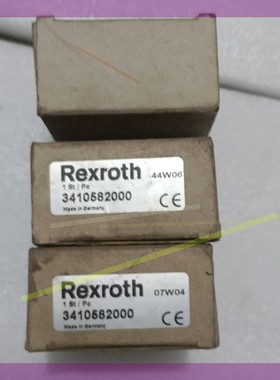 Rexroth 44W06
1 St / Pc
3410582000
Made in Germany CE
Rexroth 07W04
1 St / Pc
3410582000
Made in Germany CE